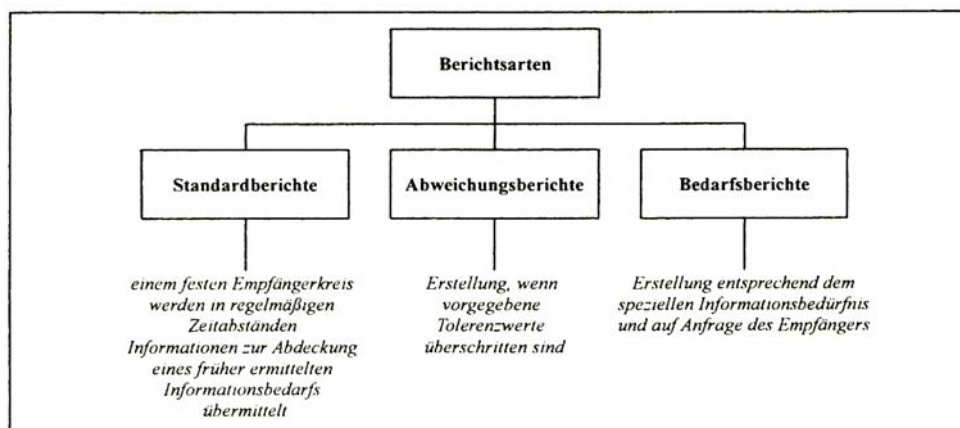 Berichtsarten
Standardberichte
Abweichungsberichte
Bedarfsberichte
einem festen Empfängerkreis
werden in regelmäßigen
Zeitabständen
Informationen zur Abdeckung
eines früher ermittelten
Informationsbedarfs
übermittelt
Erstellung, wenn
vorgegebene
Tolerenzwerte
überschritten sind
Erstellung entsprechend dem
speziellen Informationsbedürfnis
und auf Anfrage des Empfängers